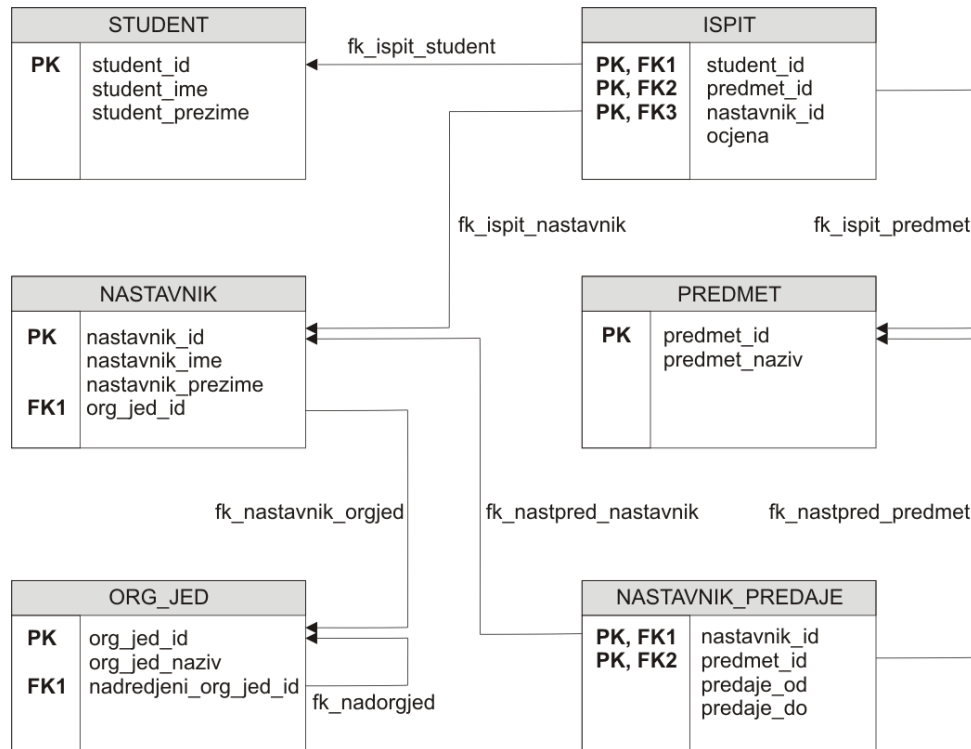 STUDENT
PK student_id
student_ime
student_prezime
fk_ispit_student
ISPIT
PK, FK1 student_id
PK, FK2 predmet_id
PK, FK3 nastavnik_id
ocjena
fk_ispit_nastavnik
fk_ispit_predmet
NASTAVNIK
PK nastavnik_id
nastavnik_ime
nastavnik_prezime
FK1 org_jed_id
PREDMET
PK predmet_id
predmet_naziv
fk_nastavnik_orgjed
fk_nastpred_nastavnik
fk_nastpred_predmet
ORG_JED
PK org_jed_id
org_jed_naziv
FK1 nadredjeni_org_jed_id
fk_nadorgjed
NASTAVNIK_PREDAJE
PK, FK1 nastavnik_id
PK, FK2 predmet_id
predaje_od
predaje_do